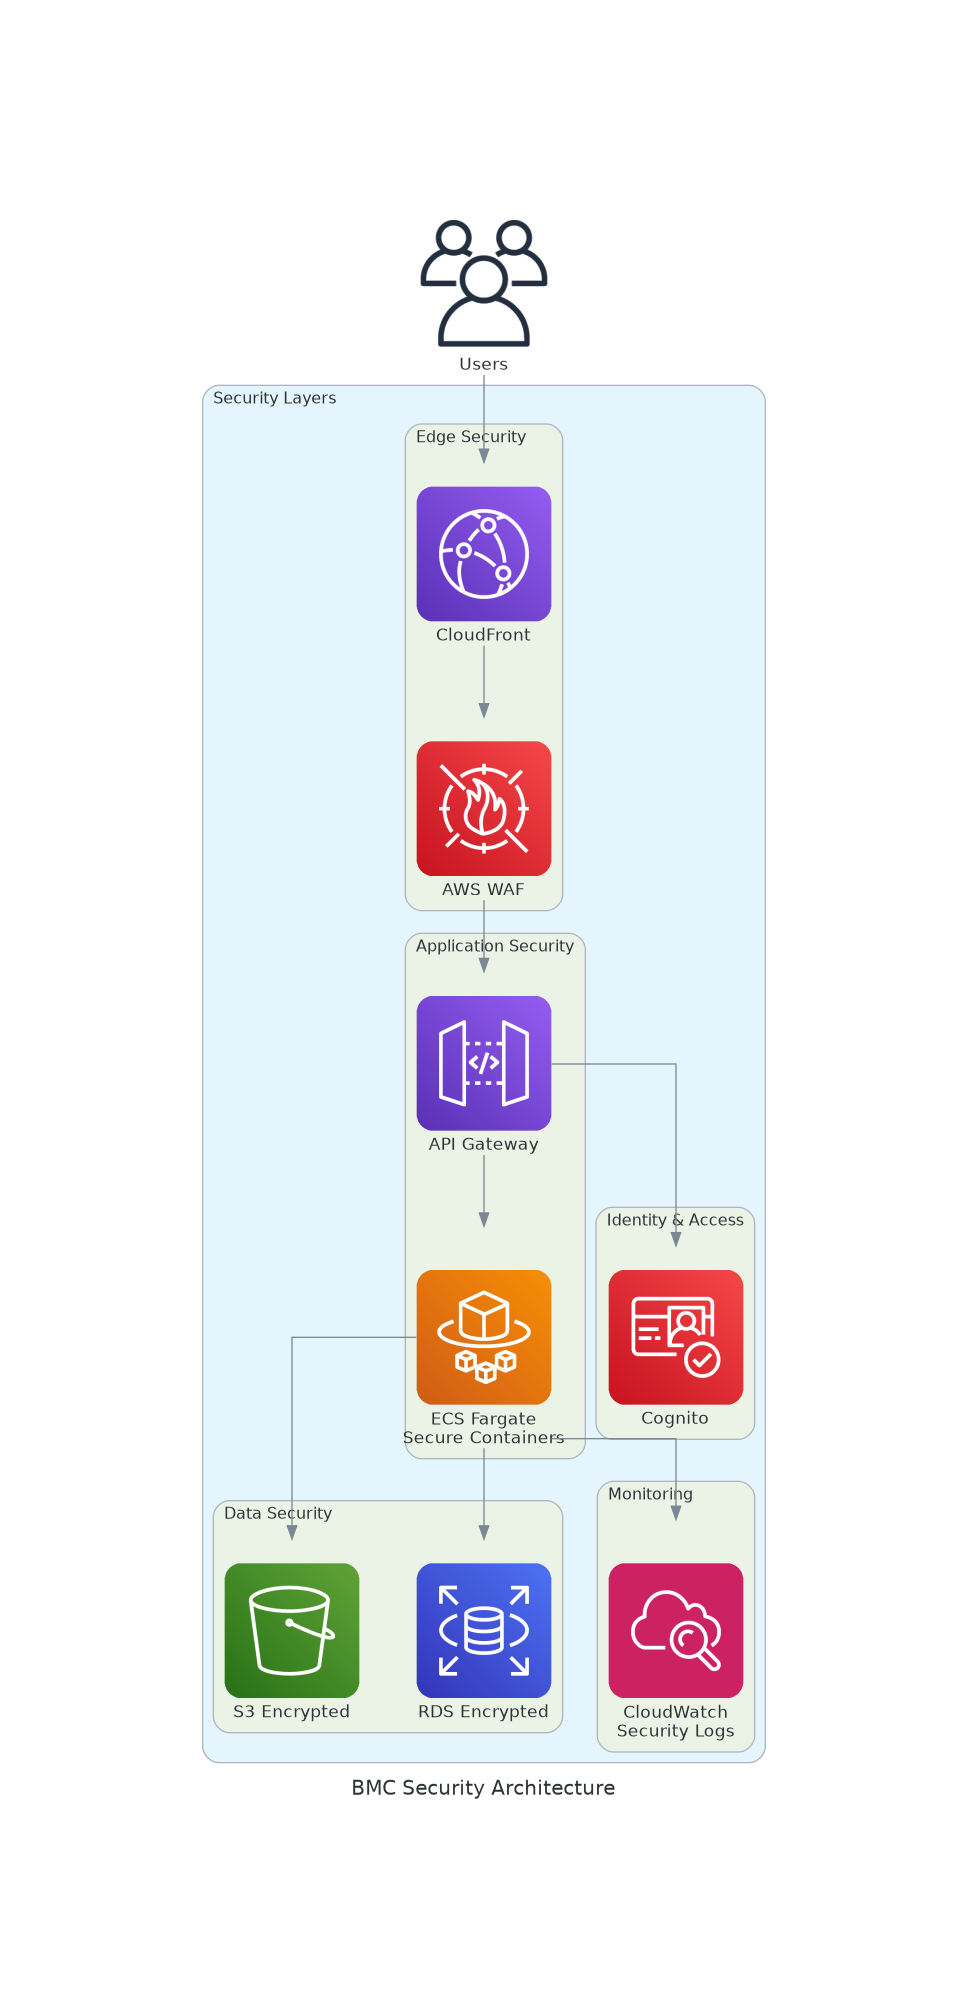 Users
Security Layers
Edge Security
CloudFront
AWS WAF
Application Security
API Gateway
Identity & Access
ECS Fargate
Secure Containers
Cognito
Monitoring
Data Security
S3 Encrypted
RDS Encrypted
CloudWatch
Security Logs
BMC Security Architecture